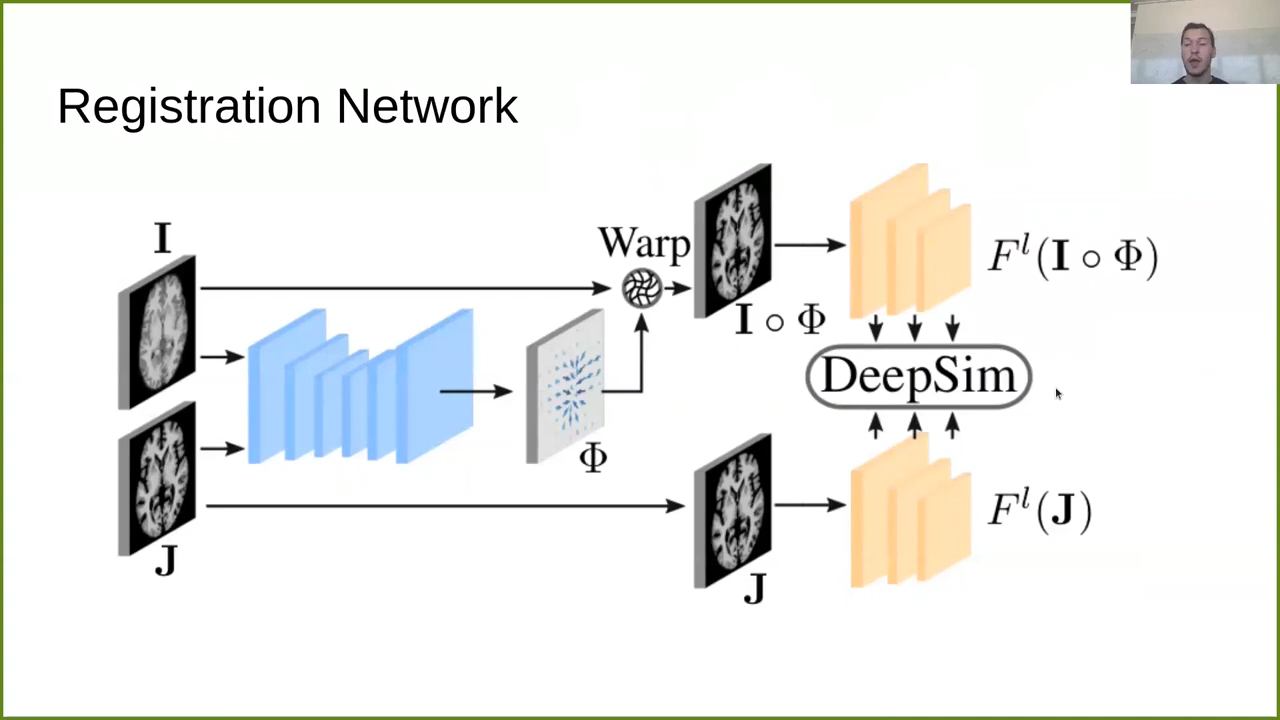 Registration Network
I
Warp
F^l(I ∘ Φ)
I ∘ Φ
DeepSim
Φ
F^l(J)
J
J